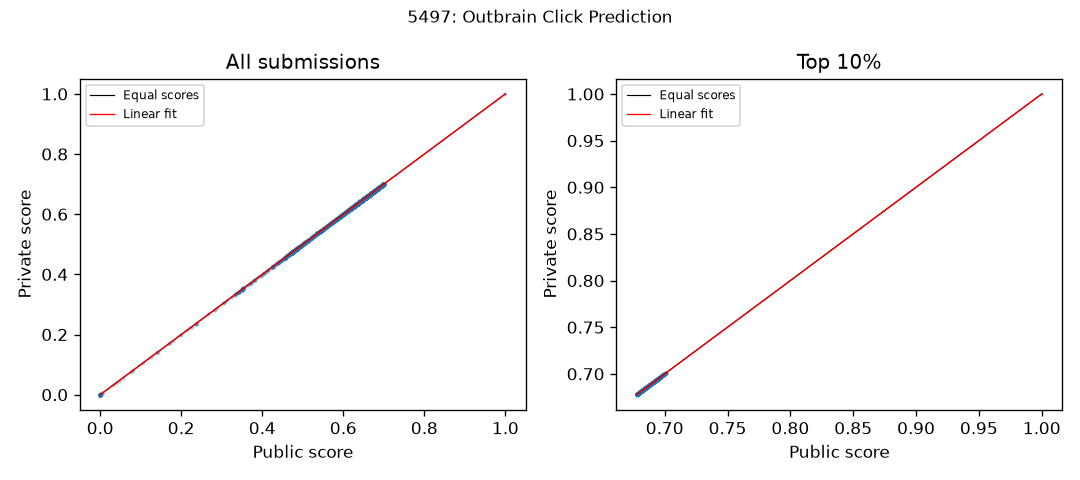 5497: Outbrain Click Prediction
All submissions
Equal scores
Linear fit
Private score
1.0
0.8
0.6
0.4
0.2
0.0
0.0 0.2 0.4 0.6 0.8 1.0
Public score
Top 10%
Equal scores
Linear fit
Private score
1.00
0.95
0.90
0.85
0.80
0.75
0.70
0.70 0.75 0.80 0.85 0.90 0.95 1.00
Public score